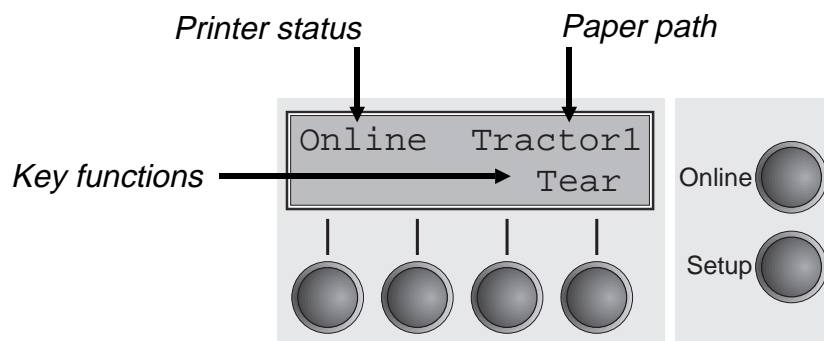 Printer status
Paper path
Online Tractor1
Key functions
Tear
Online
Setup